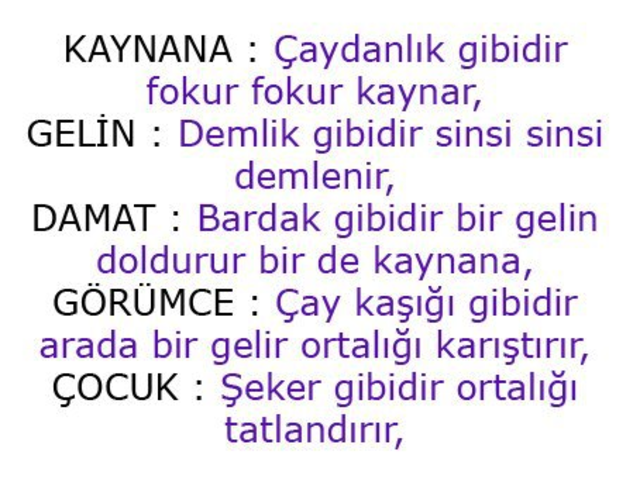 KAYNANA : Çaydanlık gibidir
fokur fokur kaynar,
GELİN : Demlik gibidir sinsi sinsi
demlenir,
DAMAT : Bardak gibidir bir gelin
doldurur bir de kaynana,
GÖRÜMCE : Çay kaşığı gibidir
arada bir gelir ortalığı karıştırır,
ÇOCUK : Şeker gibidir ortalığı
tatlandırır,